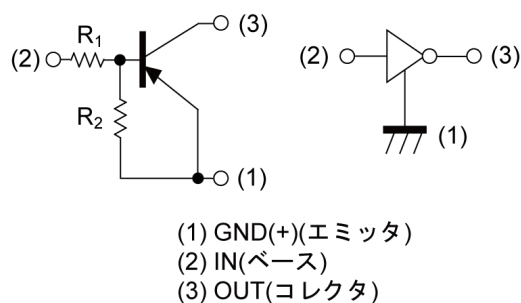 R1
(3)
(2)
R2
(1)
(2)
(3)
(1)
(1) GND(+)(エミッタ)
(2) IN(ベース)
(3) OUT(コレクタ)